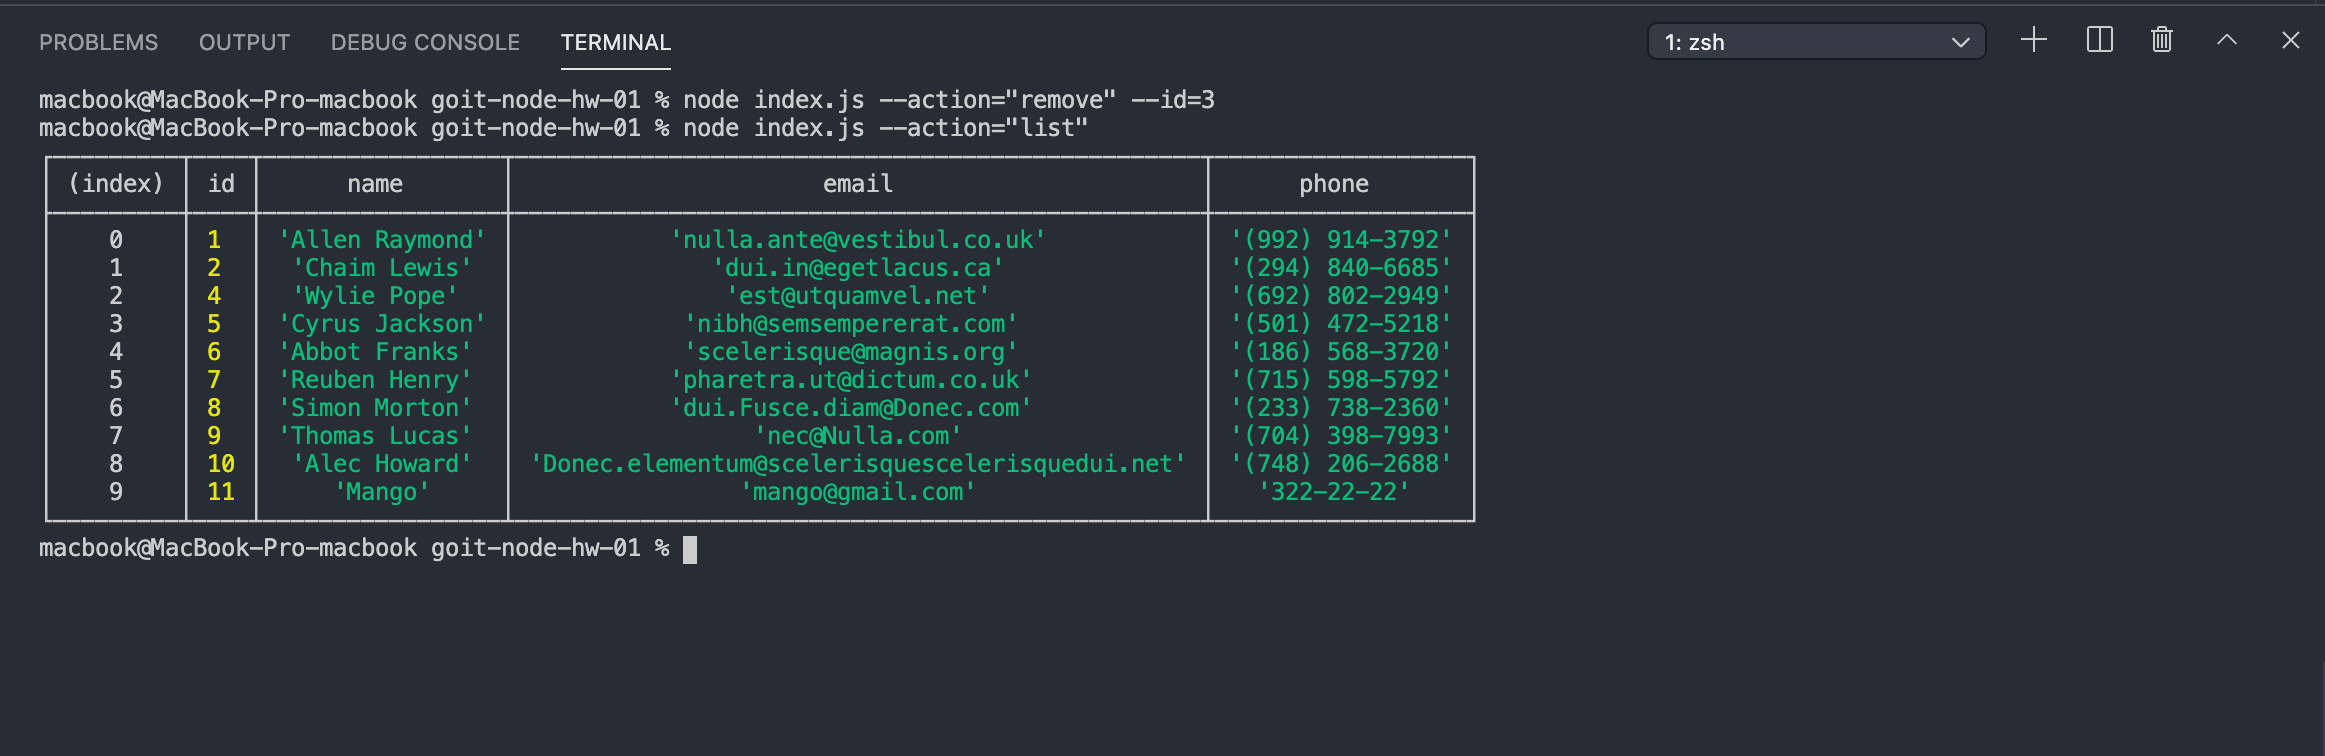 PROBLEMS OUTPUT DEBUG CONSOLE TERMINAL 1: zsh
macbook@MacBook-Pro-macbook goit-node-hw-01 % node index.js --action="remove" --id=3
macbook@MacBook-Pro-macbook goit-node-hw-01 % node index.js --action="list"
(index) id name email phone
0 1 'Allen Raymond' 'nulla.ante@vestibul.co.uk' '(992) 914-3792'
1 2 'Chaim Lewis' 'dui.in@egetlacus.ca' '(294) 840-6685'
2 4 'Wylie Pope' 'est@utquamvel.net' '(692) 802-2949'
3 5 'Cyrus Jackson' 'nibh@semsempererat.com' '(501) 472-5218'
4 6 'Abbot Franks' 'scelerisque@magnis.org' '(186) 568-3720'
5 7 'Reuben Henry' 'pharetra.ut@dictum.co.uk' '(715) 598-5792'
6 8 'Simon Morton' 'dui.Fusce.diam@Donec.com' '(233) 738-2360'
7 9 'Thomas Lucas' 'nec@Nulla.com' '(704) 398-7993'
8 10 'Alec Howard' 'Donec.elementum@scelerisquescelerisquedui.net' '(748) 206-2688'
9 11 'Mango' 'mango@gmail.com' '322-22-22'
macbook@MacBook-Pro-macbook goit-node-hw-01 %